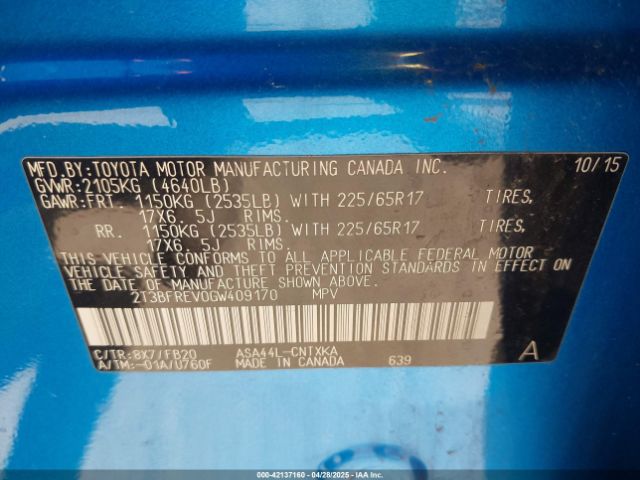 MFD.BY:TOYOTA MOTOR MANUFACTURING CANADA INC. 10/15
GVWR:2105KG (4640LB)
GAWR:FRT. 1150KG (2535LB) WITH 225/65R17 TIRES,
17X6. 5J RIMS.
RR. 1150KG (2535LB) WITH 225/65R17 TIRES,
17X6. 5J RIMS.
THIS VEHICLE CONFORMS TO ALL APPLICABLE FEDERAL MOTOR
VEHICLE SAFETY AND THEFT PREVENTION STANDARDS IN EFFECT ON
THE DATE OF MANUFACTURE SHOWN ABOVE.
2T3BFREV0GW409170 MPV
C/TR:8X7/FB20 ASA44L-CNTXKA A
A/TM:-01A/U760F MADE IN CANADA 639
000-42137160 - 04/28/2025 - IAAI.COM